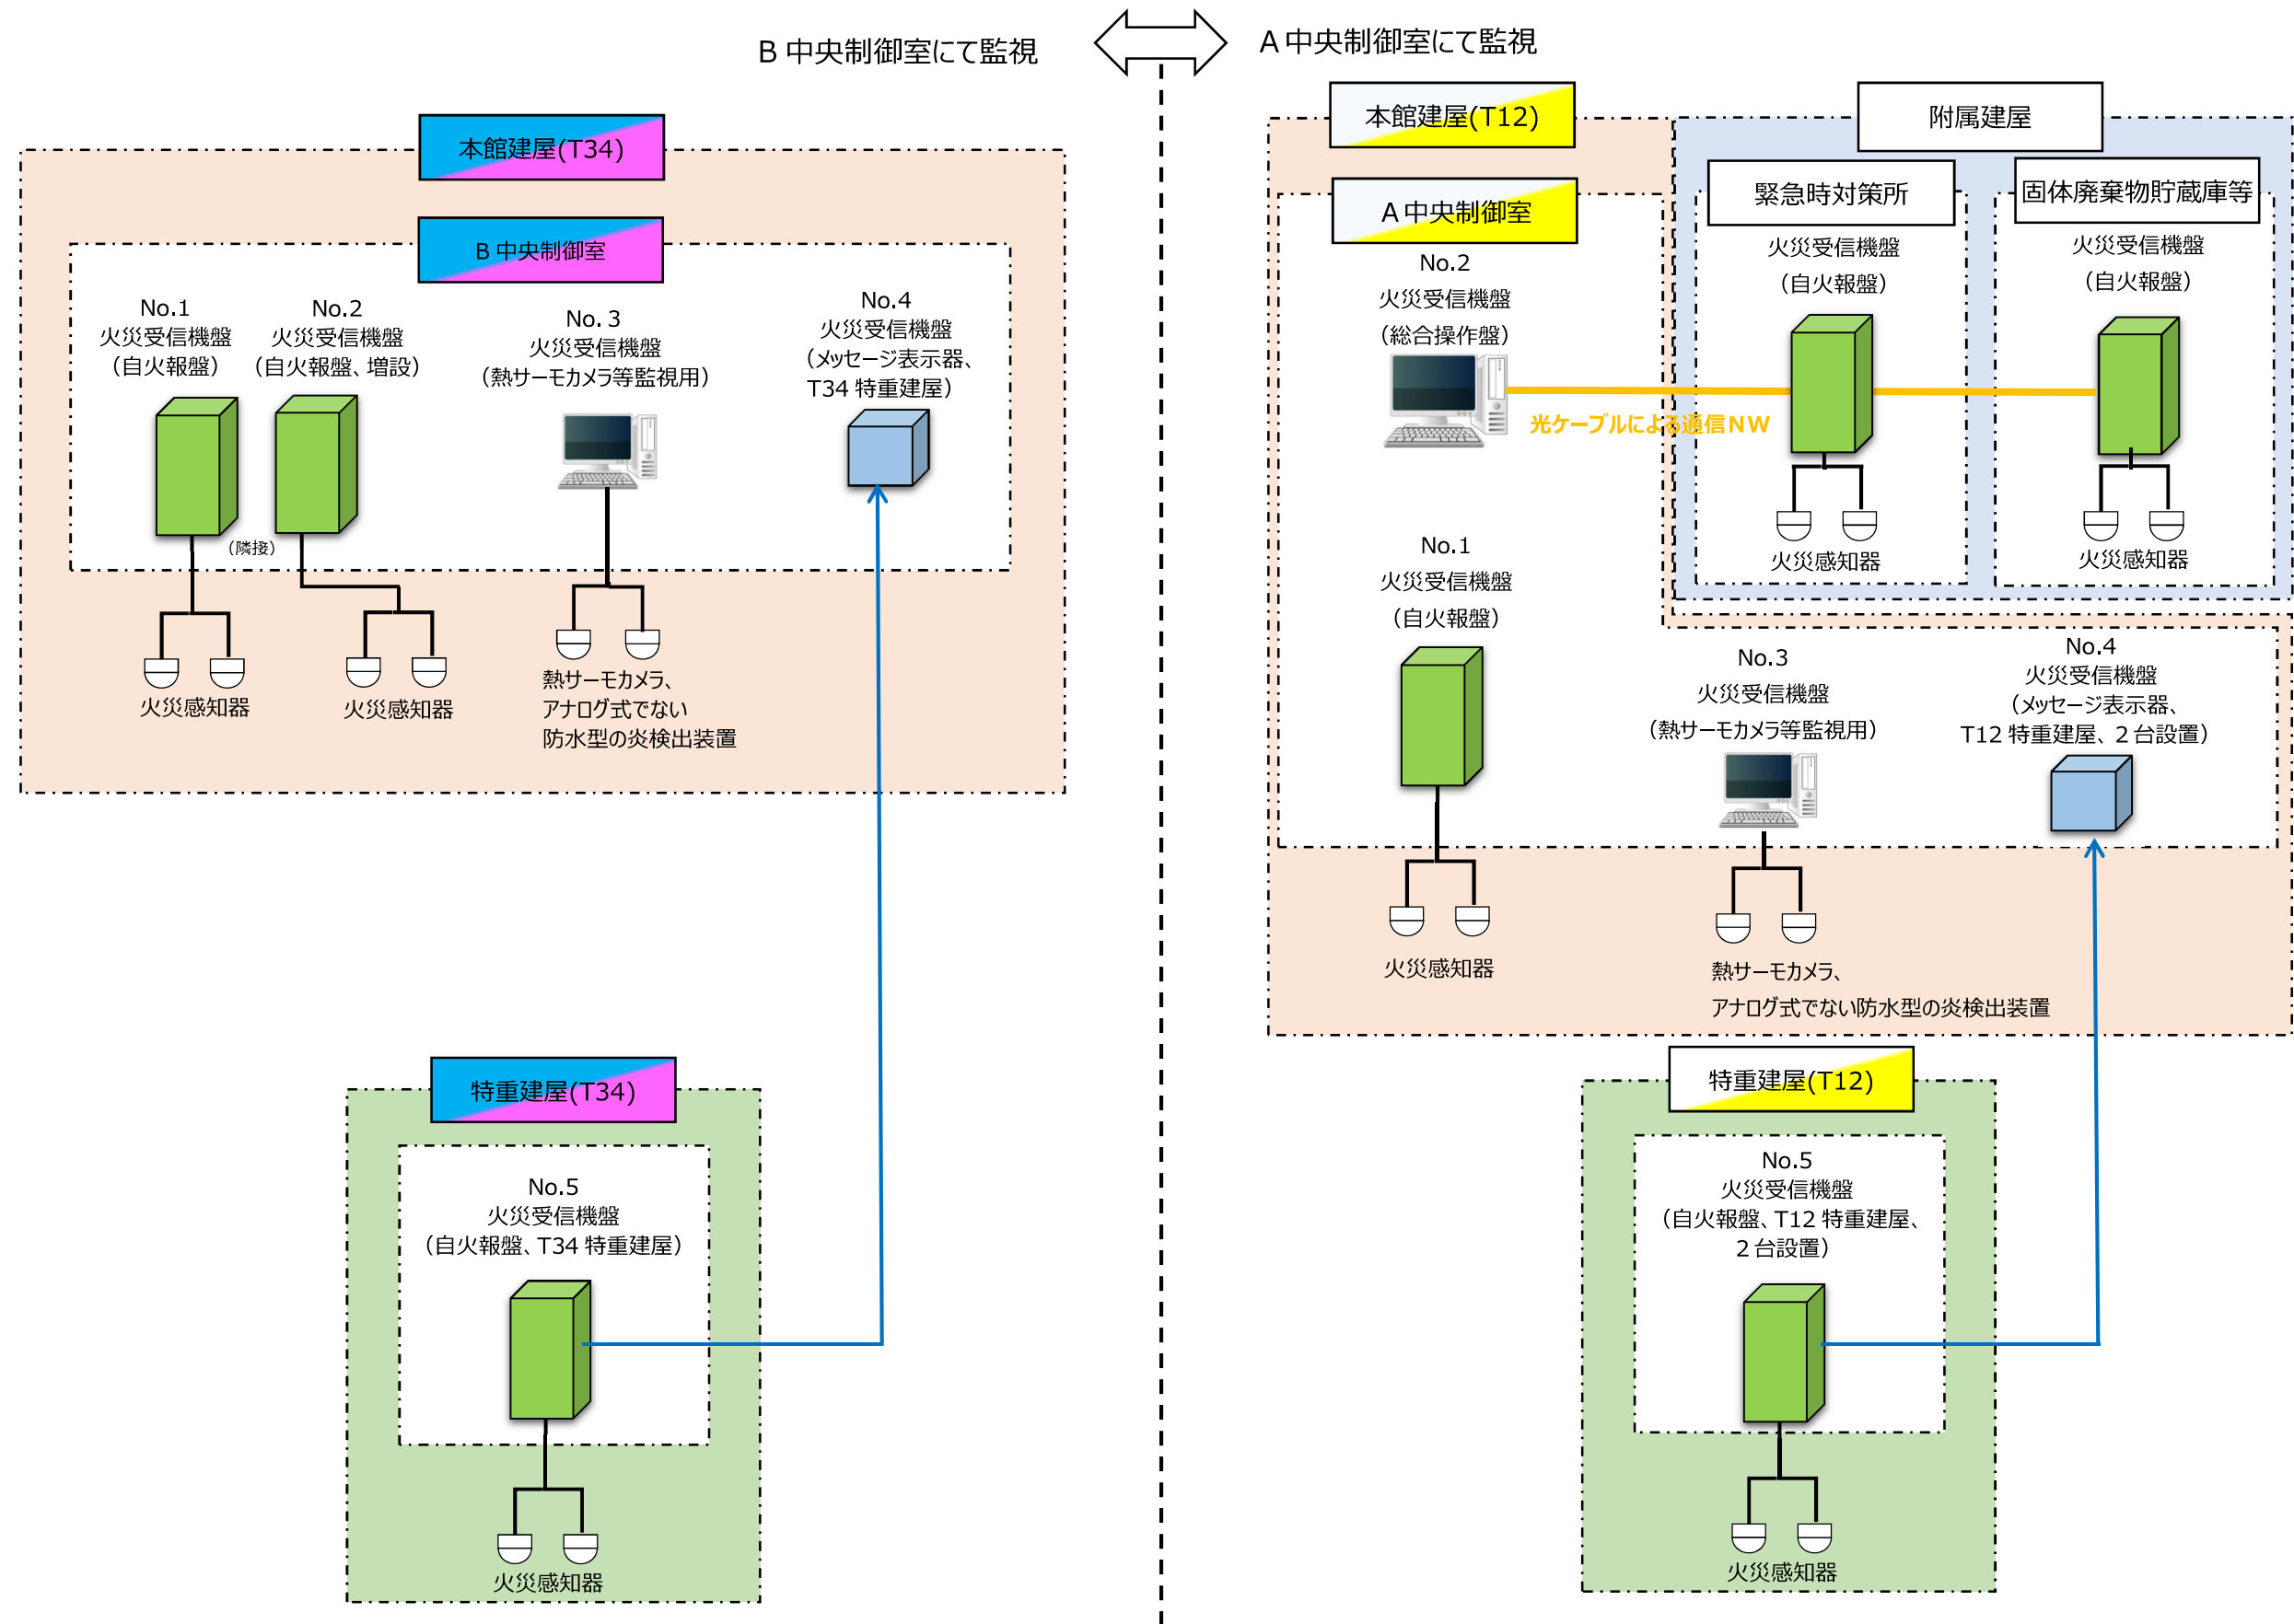 B 中央制御室にて監視
A 中央制御室にて監視
本館建屋(T34)
B 中央制御室
No.1
火災受信機盤
（自火報盤）
No.2
火災受信機盤
（自火報盤、増設）
（隣接）
No. 3
火災受信機盤
（熱サーモカメラ等監視用）
No.4
火災受信機盤
（メッセージ表示器、
T34 特重建屋）
火災感知器
火災感知器
熱サーモカメラ、
アナログ式でない
防水型の炎検出装置
特重建屋(T34)
No.5
火災受信機盤
（自火報盤、T34 特重建屋）
火災感知器
本館建屋(T12)
A 中央制御室
No.2
火災受信機盤
（総合操作盤）
光ケーブルによる通信NW
附属建屋
緊急時対策所
火災受信機盤
（自火報盤）
火災感知器
固体廃棄物貯蔵庫等
火災受信機盤
（自火報盤）
火災感知器
No.1
火災受信機盤
（自火報盤）
火災感知器
No.3
火災受信機盤
（熱サーモカメラ等監視用）
熱サーモカメラ、
アナログ式でない防水型の炎検出装置
No.4
火災受信機盤
（メッセージ表示器、
T12 特重建屋、2 台設置）
特重建屋(T12)
No.5
火災受信機盤
（自火報盤、T12 特重建屋、
2 台設置）
火災感知器